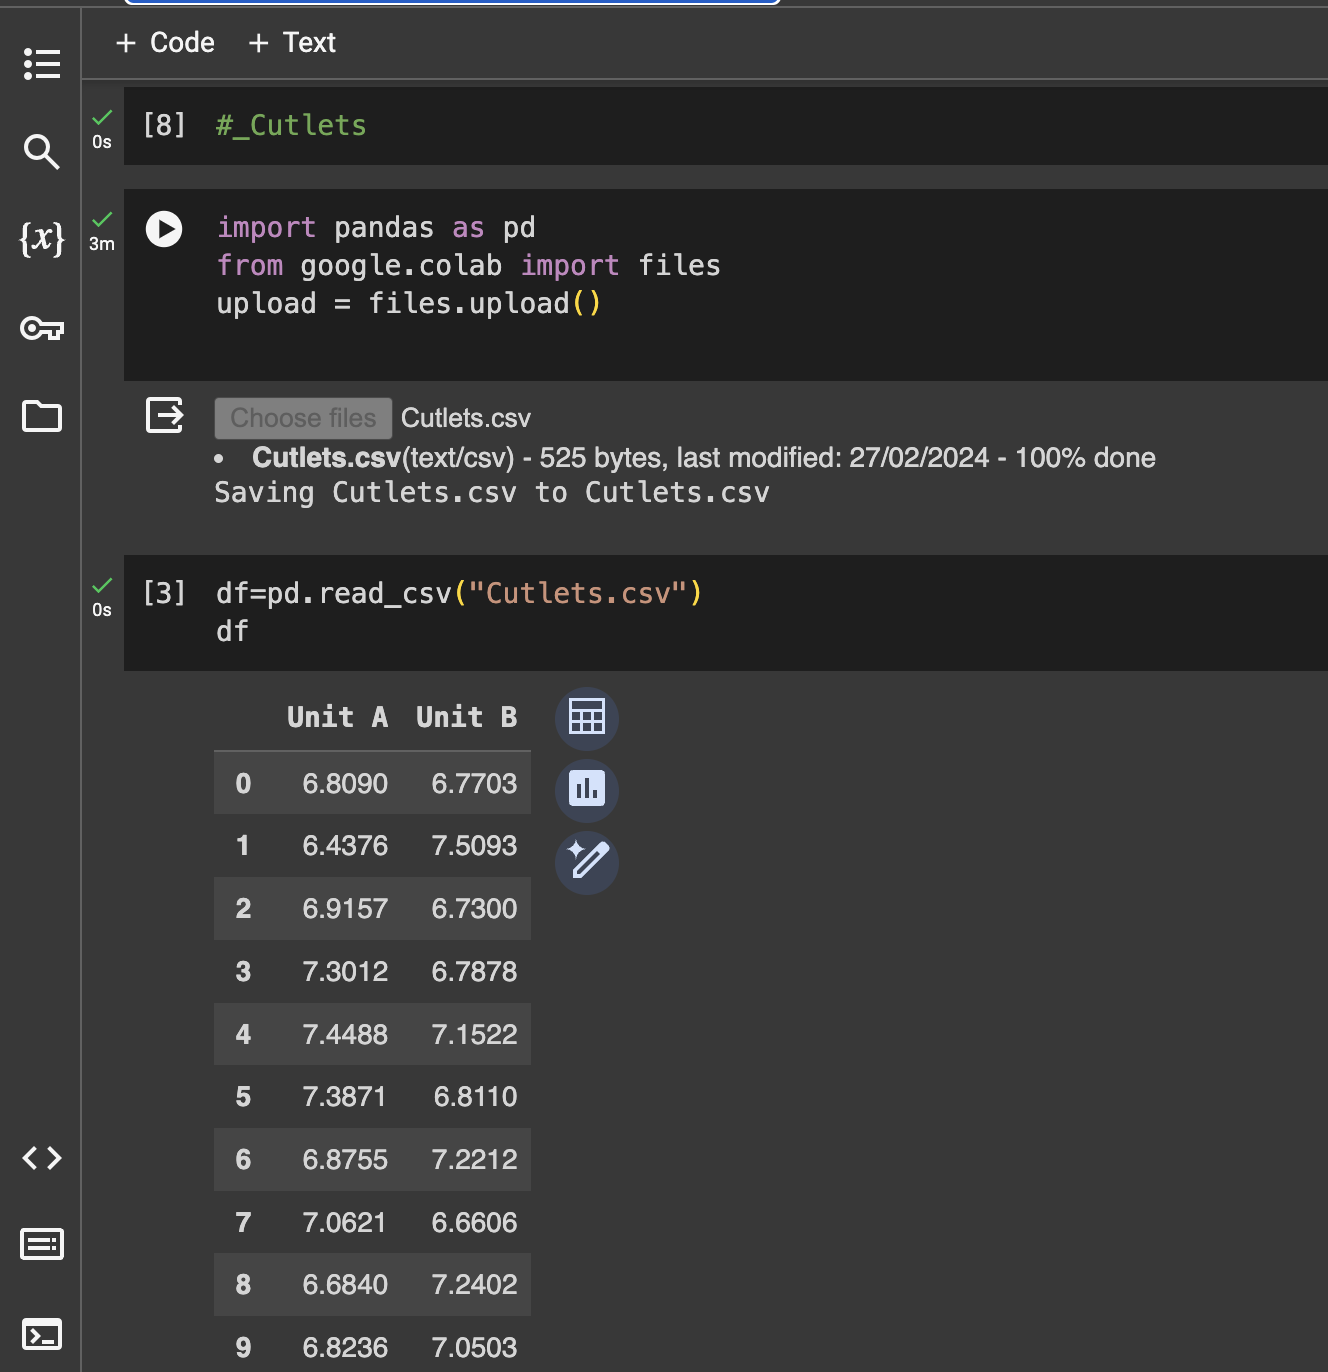 + Code + Text
[8] #_Cutlets
0s
{x}
3m
import pandas as pd
from google.colab import files
upload = files.upload()
Choose files Cutlets.csv
• Cutlets.csv(text/csv) - 525 bytes, last modified: 27/02/2024 - 100% done
Saving Cutlets.csv to Cutlets.csv
[3] df=pd.read_csv("Cutlets.csv")
0s
df
Unit A Unit B
0 6.8090 6.7703
1 6.4376 7.5093
2 6.9157 6.7300
3 7.3012 6.7878
4 7.4488 7.1522
5 7.3871 6.8110
6 6.8755 7.2212
7 7.0621 6.6606
8 6.6840 7.2402
9 6.8236 7.0503